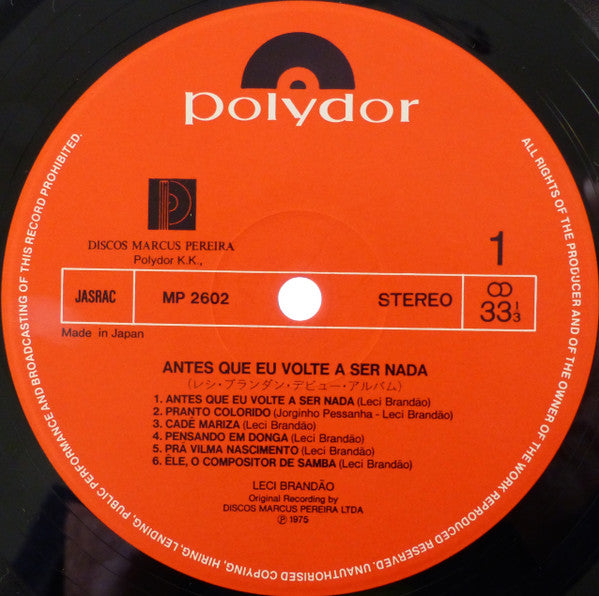 polydor
DISCOS MARCUS PEREIRA
Polydor K.K.,
1
JASRAC
MP 2602
STEREO
33 1/3
Made in Japan
ANTES QUE EU VOLTE A SER NADA
(レシ・ブランダン・デビュー・アルバム)
1. ANTES QUE EU VOLTE A SER NADA (Leci Brandão)
2. PRANTO COLORIDO (Jorginho Pessanha - Leci Brandão)
3. CADÊ MARIZA (Leci Brandão)
4. PENSANDO EM DONGA (Leci Brandão)
5. PRÁ VILMA NASCIMENTO (Leci Brandão)
6. ÊLE, O COMPOSITOR DE SAMBA (Leci Brandão)
LECI BRANDÃO
Original Recording by
DISCOS MARCUS PEREIRA LTDA
℗ 1975
ALL RIGHTS OF THE PRODUCER AND OF THE OWNER OF THE WORK REPRODUCED RESERVED. UNAUTHORISED COPYING, HIRING, LENDING, PUBLIC PERFORMANCE AND BROADCASTING OF THIS RECORD PROHIBITED.